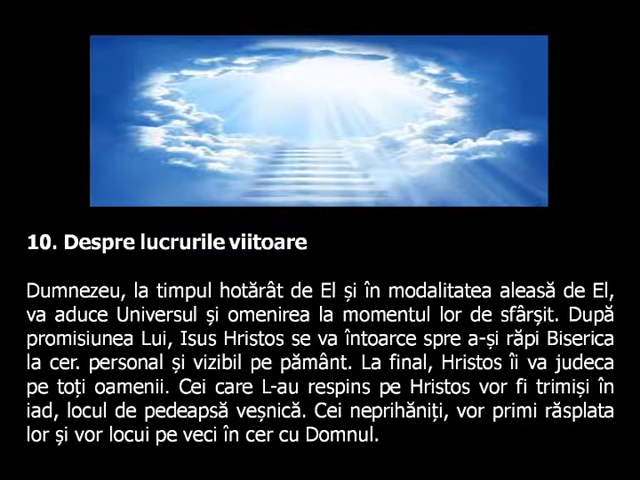 10. Despre lucrurile viitoare
Dumnezeu, la timpul hotărât de El și în modalitatea aleasă de El,
va aduce Universul și omenirea la momentul lor de sfârșit. După
promisiunea Lui, Isus Hristos se va întoarce spre a-și răpi Biserica
la cer. personal și vizibil pe pământ. La final, Hristos îi va judeca
pe toți oamenii. Cei care L-au respins pe Hristos vor fi trimiși în
iad, locul de pedeapsă veșnică. Cei neprihăniți, vor primi răsplata
lor și vor locui pe veci în cer cu Domnul.